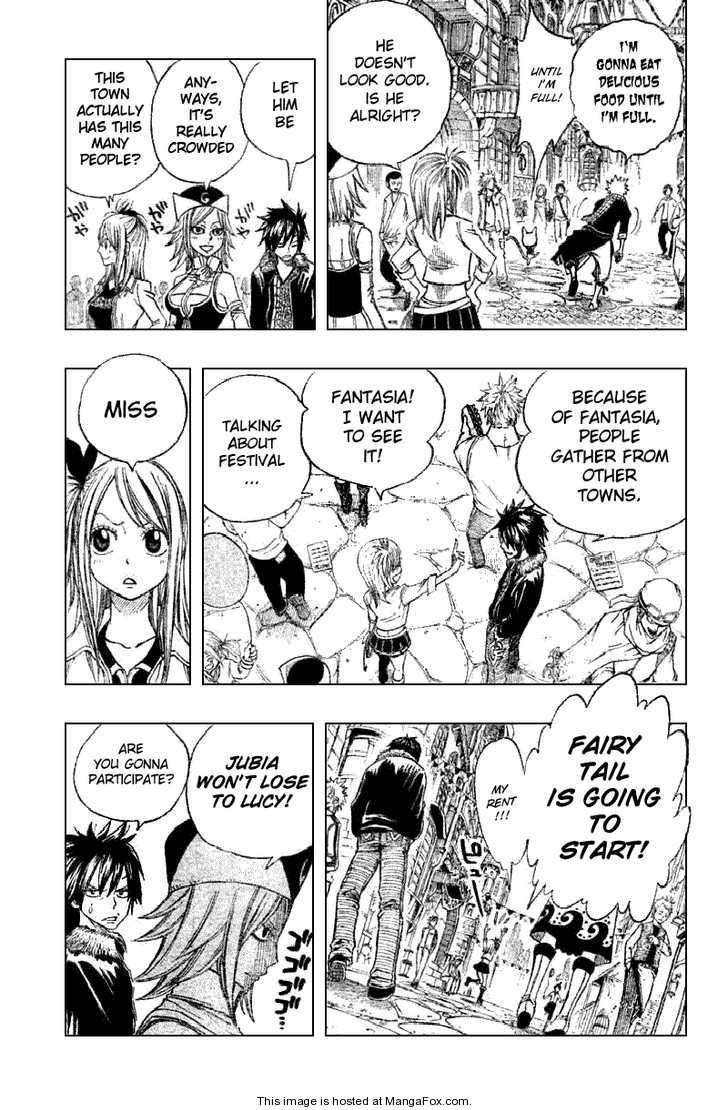 I'M
GONNA EAT
DELICIOUS
FOOD UNTIL
I'M FULL.
UNTIL
I'M
FULL!
HE
DOESN'T
LOOK GOOD.
IS HE
ALRIGHT?
LET
HIM
BE
ANY-
WAYS,
IT'S
REALLY
CROWDED
THIS
TOWN
ACTUALLY
HAS THIS
MANY
PEOPLE?
BECAUSE
OF FANTASIA,
PEOPLE
GATHER FROM
OTHER
TOWNS.
FANTASIA!
I WANT
TO SEE
IT!
TALKING
ABOUT
FESTIVAL
...
MISS
FAIRY
TAIL
IS GOING
TO
START!
MY
RENT
!!!
JUBIA
WON'T LOSE
TO LUCY!
ARE
YOU GONNA
PARTICIPATE?
This image is hosted at MangaFox.com.